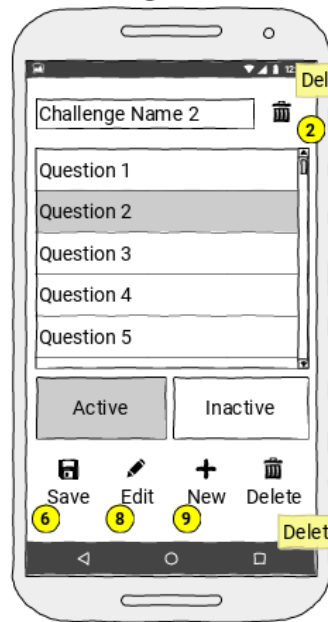 12
Del
Challenge Name 2
2
Question 1
Question 2
Question 3
Question 4
Question 5
Active Inactive
Save Edit New Delete
6 8 9
Delet